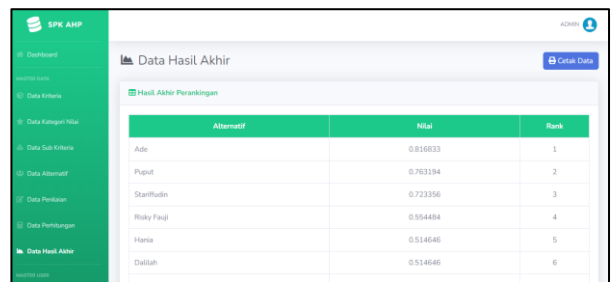 SPK AHP
ADMIN
Dashboard
MASTER DATA
Data Kriteria
Data Kategori Nilai
Data Sub Kriteria
Data Alternatif
Data Penilaian
Data Perhitungan
Data Hasil Akhir
MASTER USER
Data Hasil Akhir
Cetak Data
Hasil Akhir Perankingan
Alternatif Nilai Rank
Ade 0.816833 1
Puput 0.763194 2
Stariffudin 0.723356 3
Risky Fauji 0.554484 4
Hania 0.514646 5
Dalilah 0.514646 6